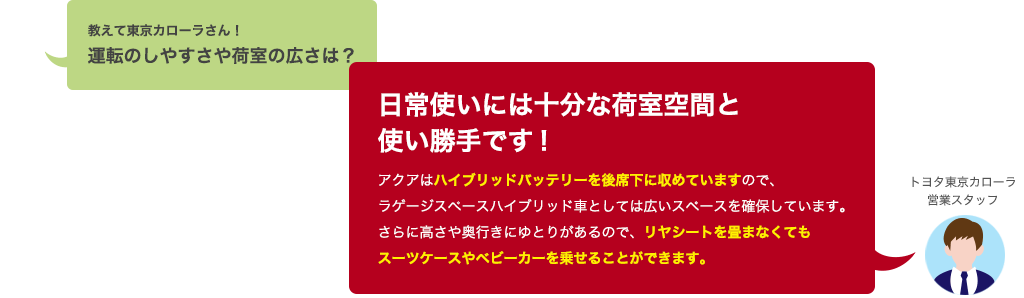 教えて東京カローラさん！
運転のしやすさや荷室の広さは？
日常使いには十分な荷室空間と
使い勝手です！
アクアはハイブリッドバッテリーを後席下に収めていますので、
ラゲージスペースハイブリッド車としては広いスペースを確保しています。
さらに高さや奥行きにゆとりがあるので、リヤシートを畳まなくても
スーツケースやベビーカーを乗せることができます。
トヨタ東京カローラ
営業スタッフ